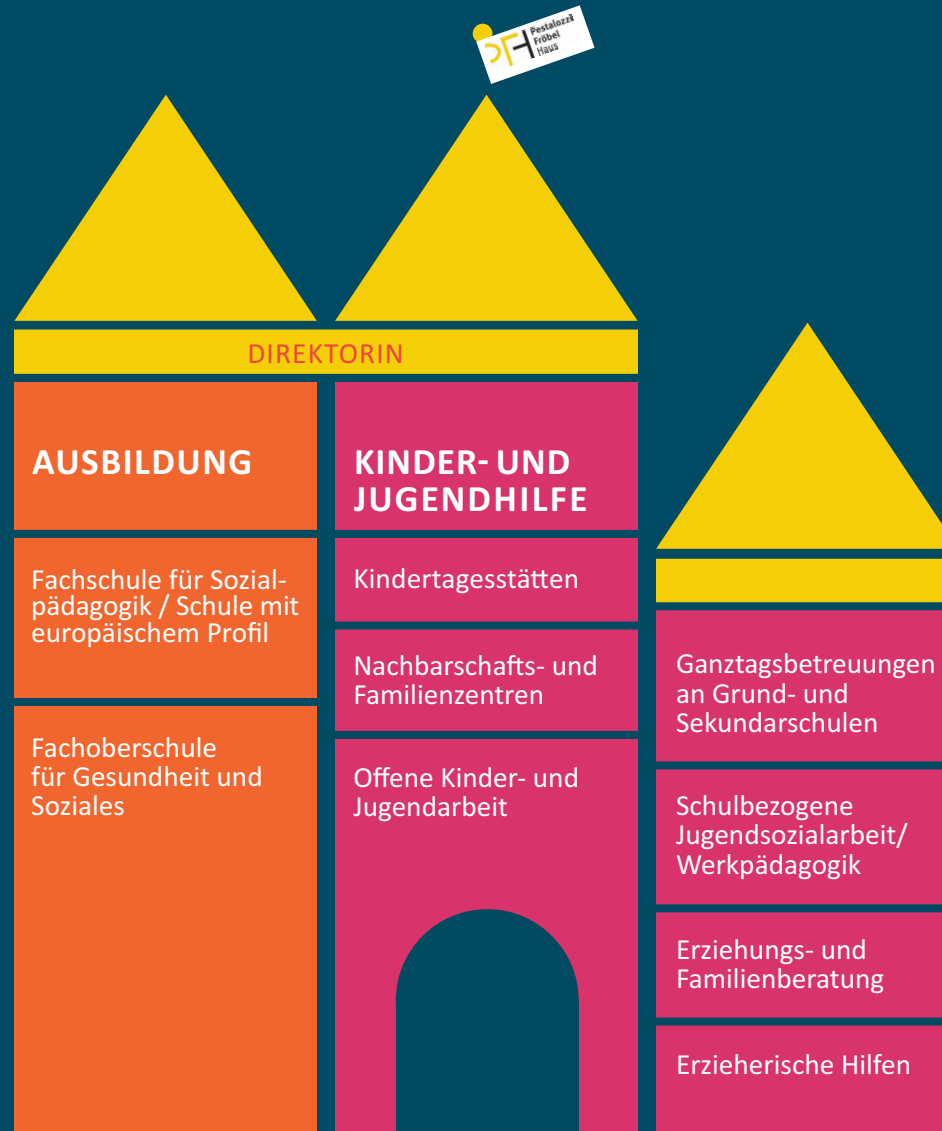 Pestalozzi
Fröbel
Haus
DIREKTORIN
AUSBILDUNG
Fachschule für Sozial-
pädagogik / Schule mit
europäischem Profil
Fachoberschule
für Gesundheit und
Soziales
KINDER- UND
JUGENDHILFE
Kindertagesstätten
Nachbarschafts- und
Familienzentren
Offene Kinder- und
Jugendarbeit
Ganztagsbetreuungen
an Grund- und
Sekundarschulen
Schulbezogene
Jugendsozialarbeit/
Werkpädagogik
Erziehungs- und
Familienberatung
Erzieherische Hilfen